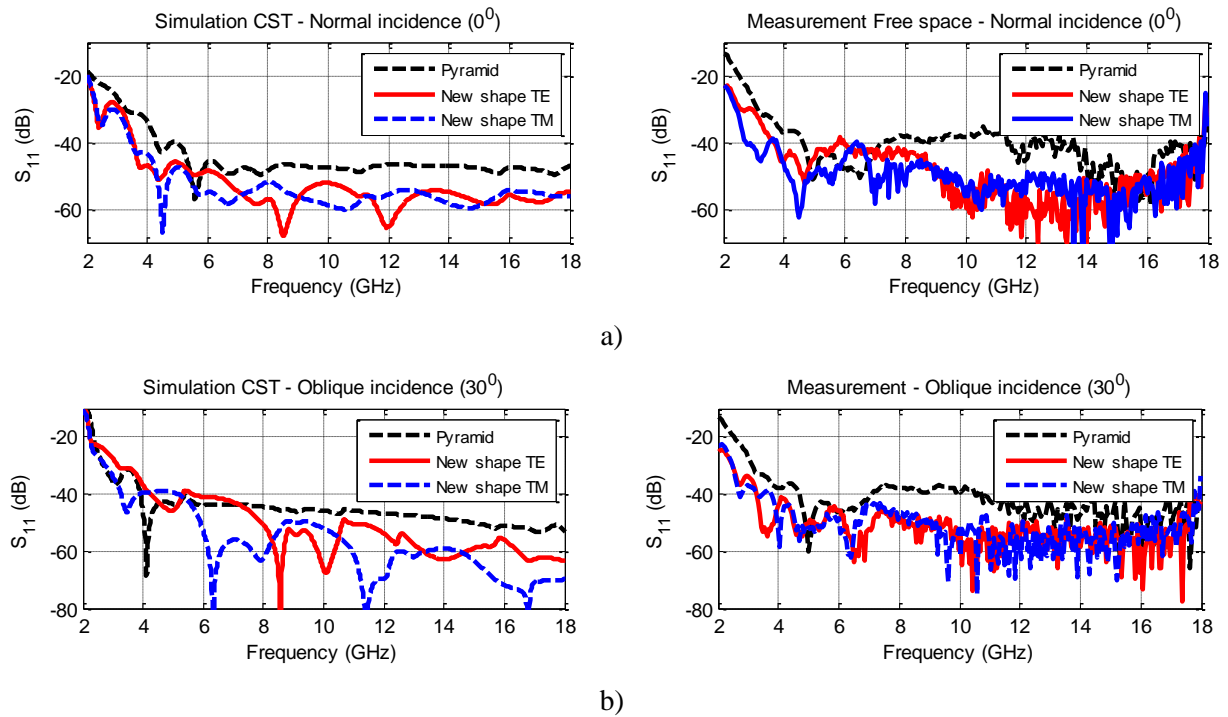 Simulation CST - Normal incidence (0⁰)
S₁₁ (dB)
-20
-40
-60
Pyramid
New shape TE
New shape TM
2 4 6 8 10 12 14 16 18
Frequency (GHz)
Measurement Free space - Normal incidence (0⁰)
S₁₁ (dB)
-20
-40
-60
Pyramid
New shape TE
New shape TM
2 4 6 8 10 12 14 16 18
Frequency (GHz)
a)
Simulation CST - Oblique incidence (30⁰)
S₁₁ (dB)
-20
-40
-60
-80
Pyramid
New shape TE
New shape TM
2 4 6 8 10 12 14 16 18
Frequency (GHz)
Measurement - Oblique incidence (30⁰)
S₁₁ (dB)
-20
-40
-60
-80
Pyramid
New shape TE
New shape TM
2 4 6 8 10 12 14 16 18
Frequency (GHz)
b)